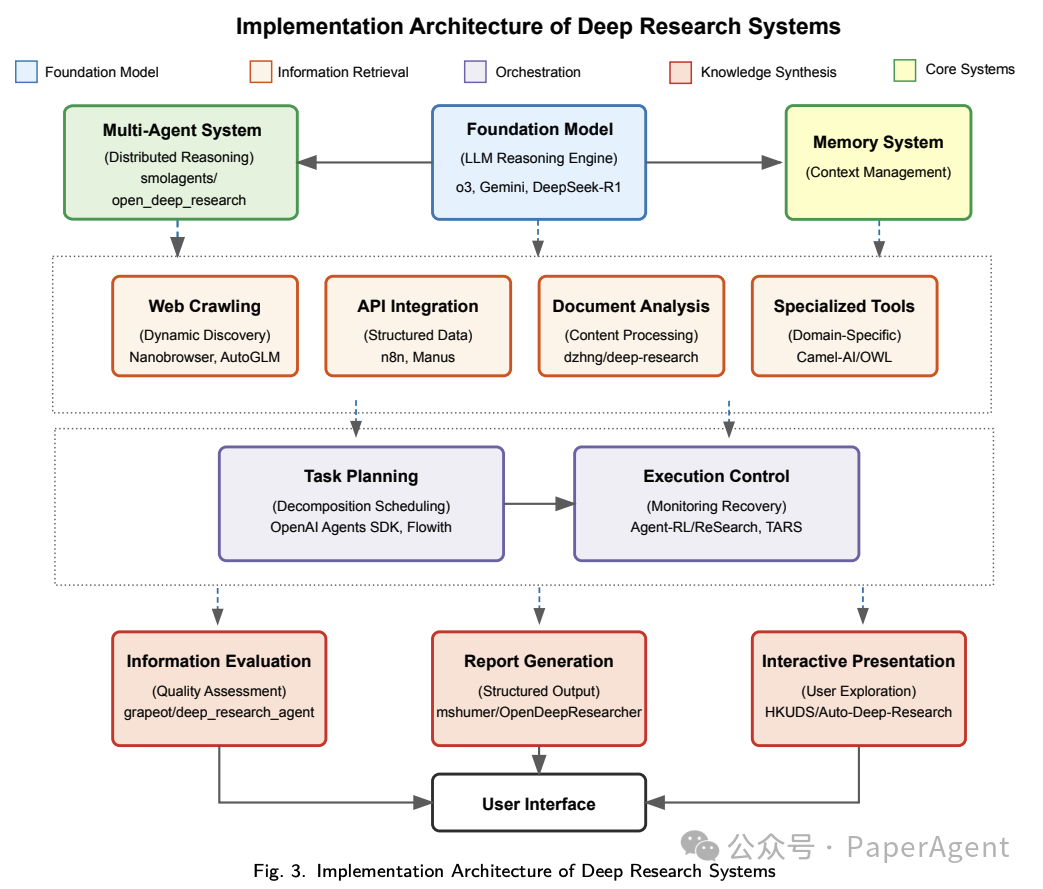 Implementation Architecture of Deep Research Systems
Foundation Model
Information Retrieval
Orchestration
Knowledge Synthesis
Core Systems
Multi-Agent System
(Distributed Reasoning)
smolagents/
open_deep_research
Foundation Model
(LLM Reasoning Engine)
o3, Gemini, DeepSeek-R1
Memory System
(Context Management)
Web Crawling
(Dynamic Discovery)
Nanobrowser, AutoGLM
API Integration
(Structured Data)
n8n, Manus
Document Analysis
(Content Processing)
dzhng/deep-research
Specialized Tools
(Domain-Specific)
Camel-AI/OWL
Task Planning
(Decomposition Scheduling)
OpenAI Agents SDK, Flowith
Execution Control
(Monitoring Recovery)
Agent-RL/ReSearch, TARS
Information Evaluation
(Quality Assessment)
grapeot/deep_research_agent
Report Generation
(Structured Output)
mshumer/OpenDeepResearcher
Interactive Presentation
(User Exploration)
HKUDS/Auto-Deep-Research
User Interface
公众号 · PaperAgent
Fig. 3. Implementation Architecture of Deep Research Systems